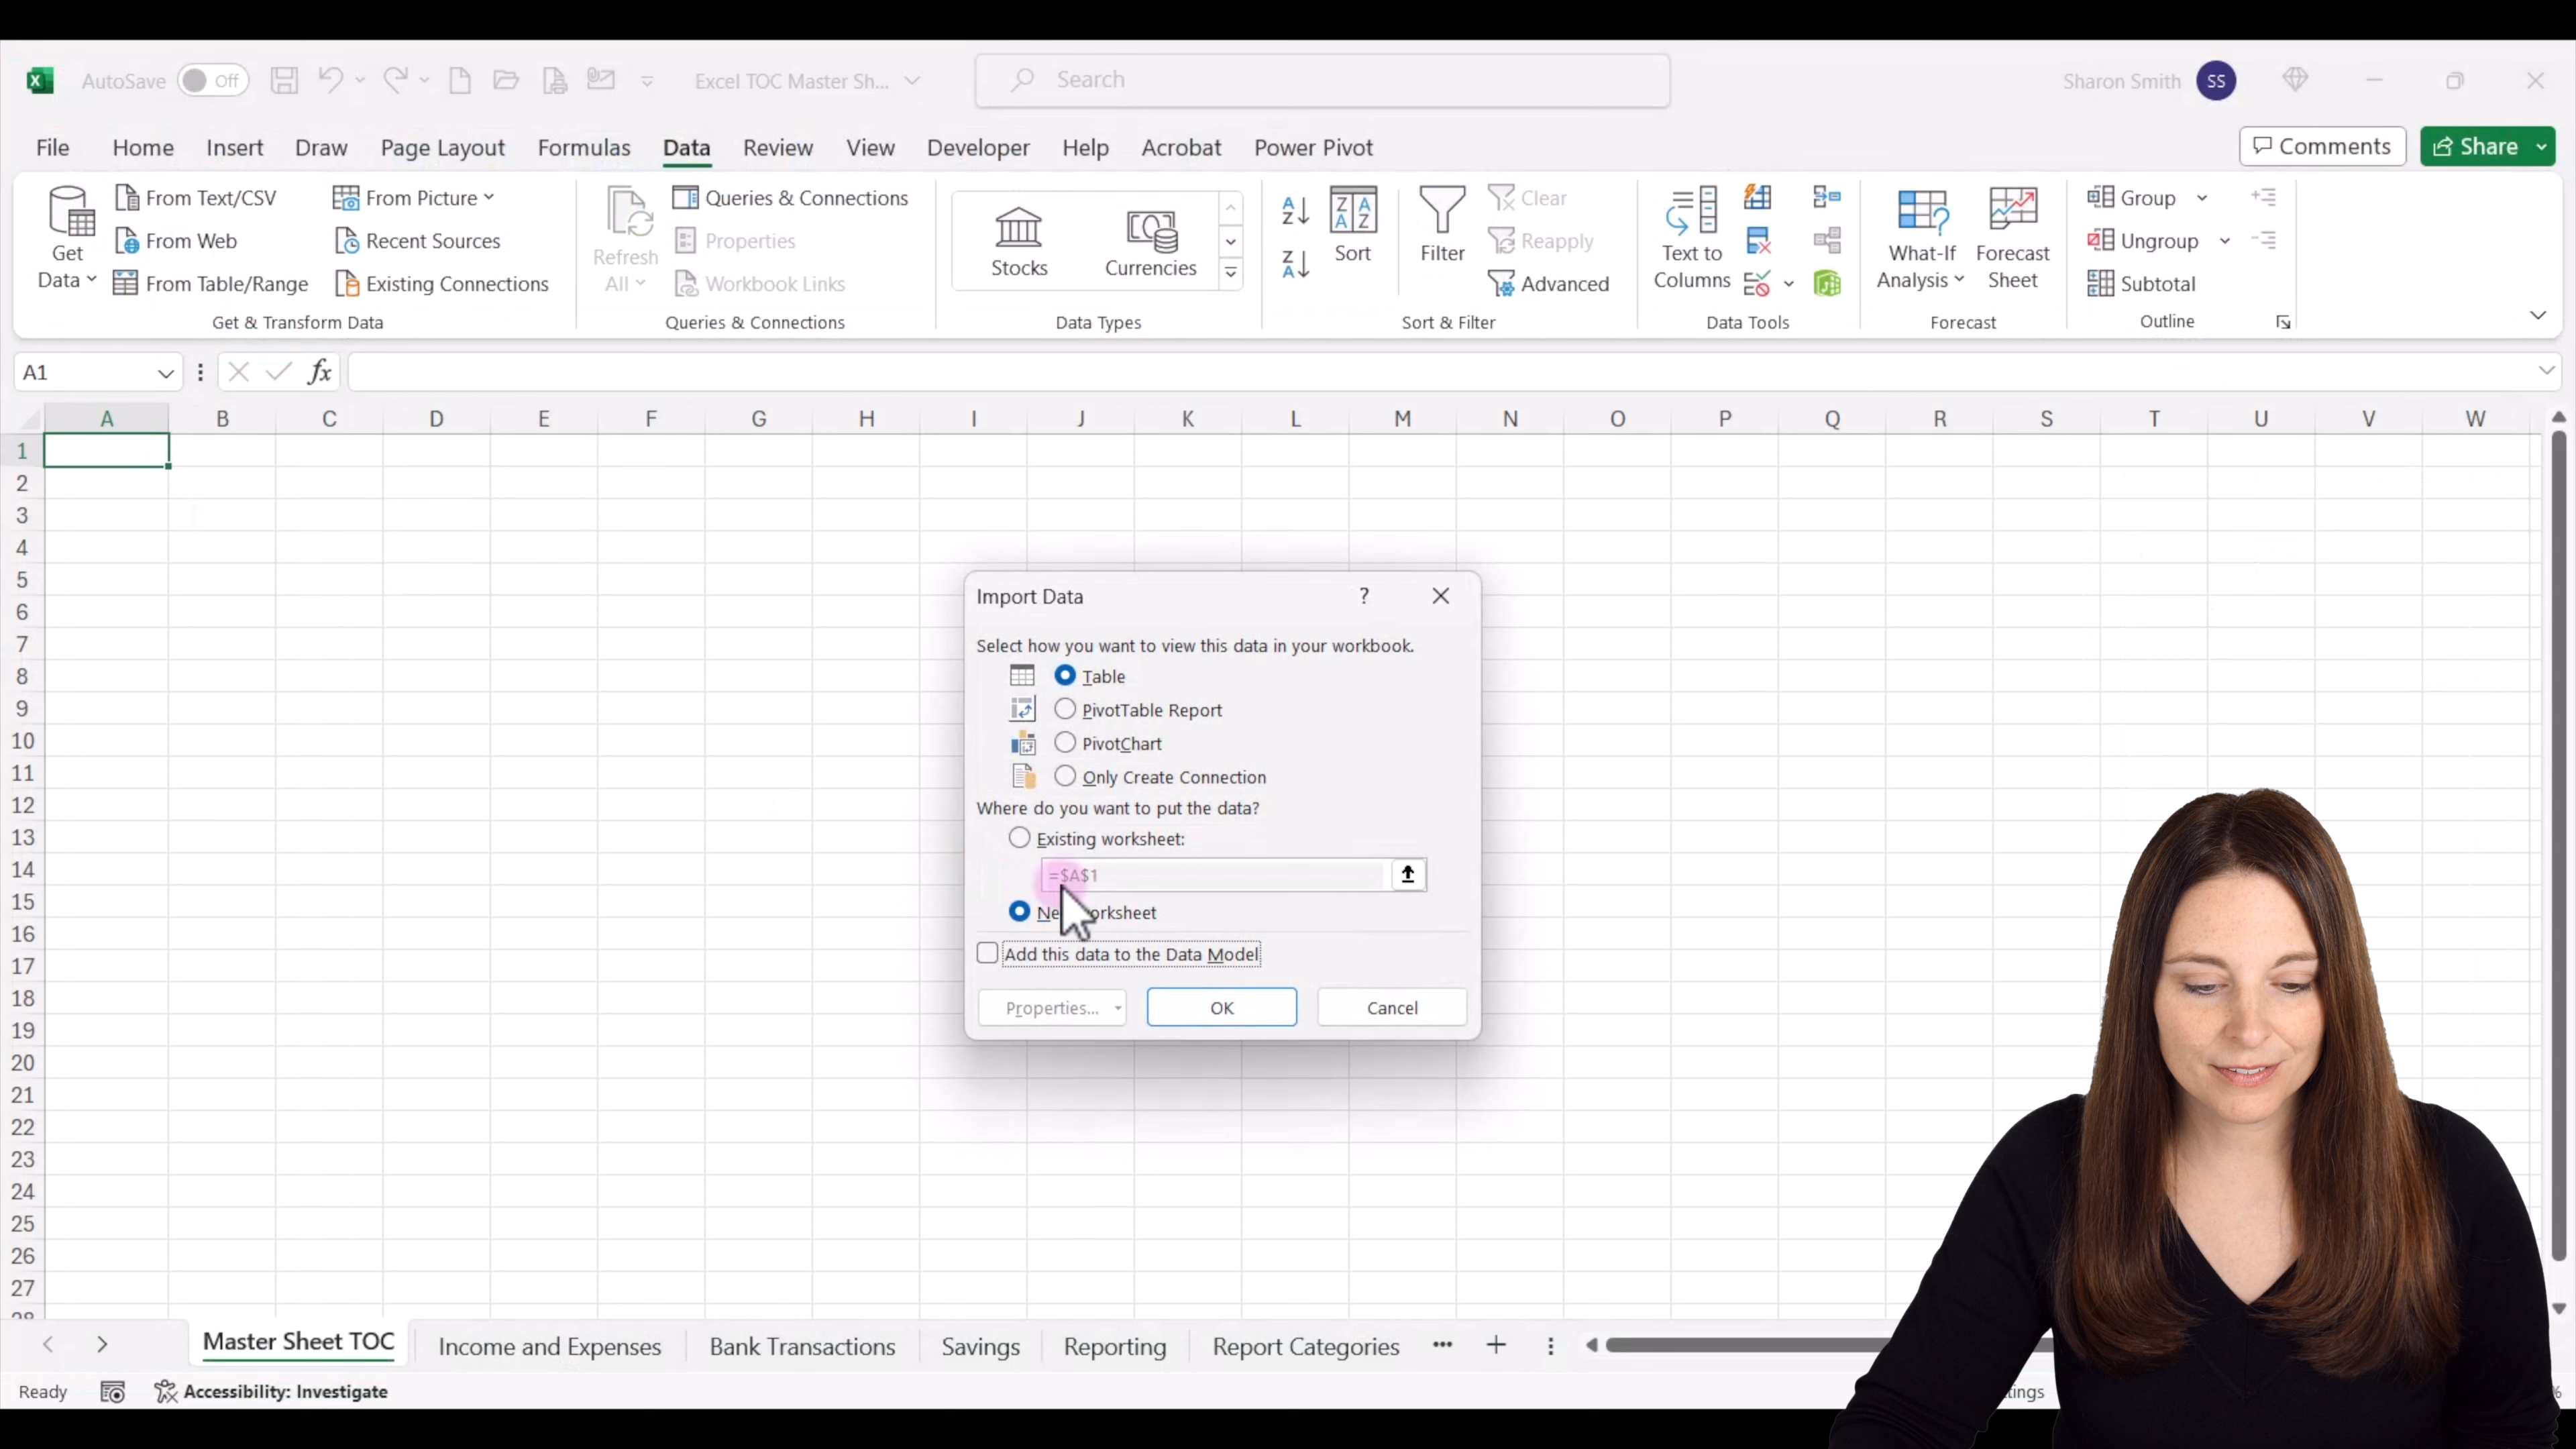 AutoSave Off Excel TOC Master Sh... Search Sharon Smith SS
File Home Insert Draw Page Layout Formulas Data Review View Developer Help Acrobat Power Pivot Comments Share
Get Data
From Text/CSV
From Web
From Table/Range
From Picture
Recent Sources
Existing Connections
Get & Transform Data
Refresh All
Queries & Connections
Properties
Workbook Links
Queries & Connections
Stocks
Currencies
Data Types
Sort
Filter
Clear
Reapply
Advanced
Sort & Filter
Text to Columns
Data Tools
What-If Analysis
Forecast Sheet
Forecast
Group
Ungroup
Subtotal
Outline
A1 fx
A B C D E F G H I J K L M N O P Q R S T U V W
1
2
3
4
5
6
7
8
9
10
11
12
13
14
15
16
17
18
19
20
21
22
23
24
25
26
27
28
Import Data ?
Select how you want to view this data in your workbook.
Table
PivotTable Report
PivotChart
Only Create Connection
Where do you want to put the data?
Existing worksheet:
=$A$1
Add this data to the Data Model
Properties... OK Cancel
Master Sheet TOC Income and Expenses Bank Transactions Savings Reporting Report Categories ...
Ready Accessibility: Investigate